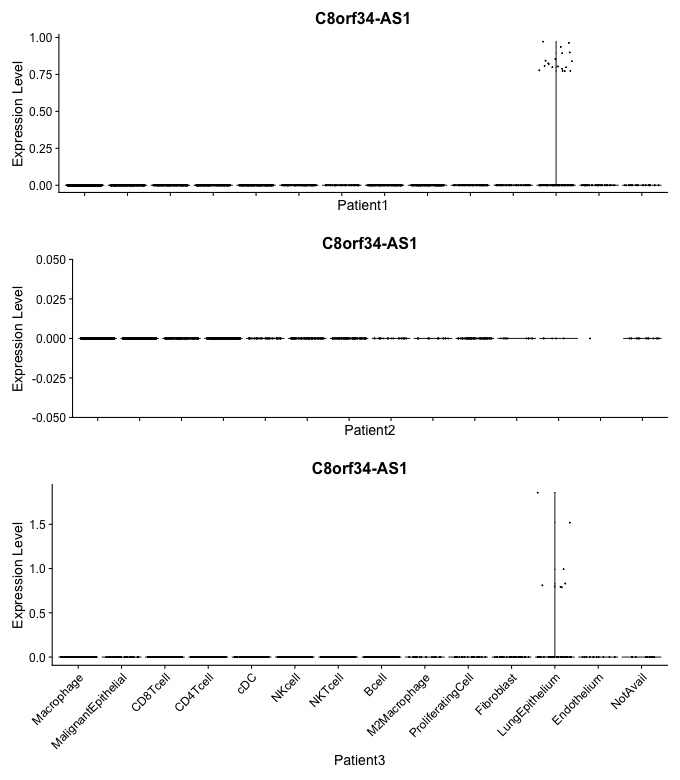 C8orf34-AS1
Expression Level
1.00
0.75
0.50
0.25
0.00
Patient1
C8orf34-AS1
Expression Level
0.050
0.025
0.000
-0.025
-0.050
Patient2
C8orf34-AS1
Expression Level
1.5
1.0
0.5
0.0
Macrophage
MalignantEpithelial
CD8Tcell
CD4Tcell
cDC
NKcell
NKTcell
Bcell
M2Macrophage
ProliferatingCell
Fibroblast
LungEpithelium
Endothelium
NotAvail
Patient3